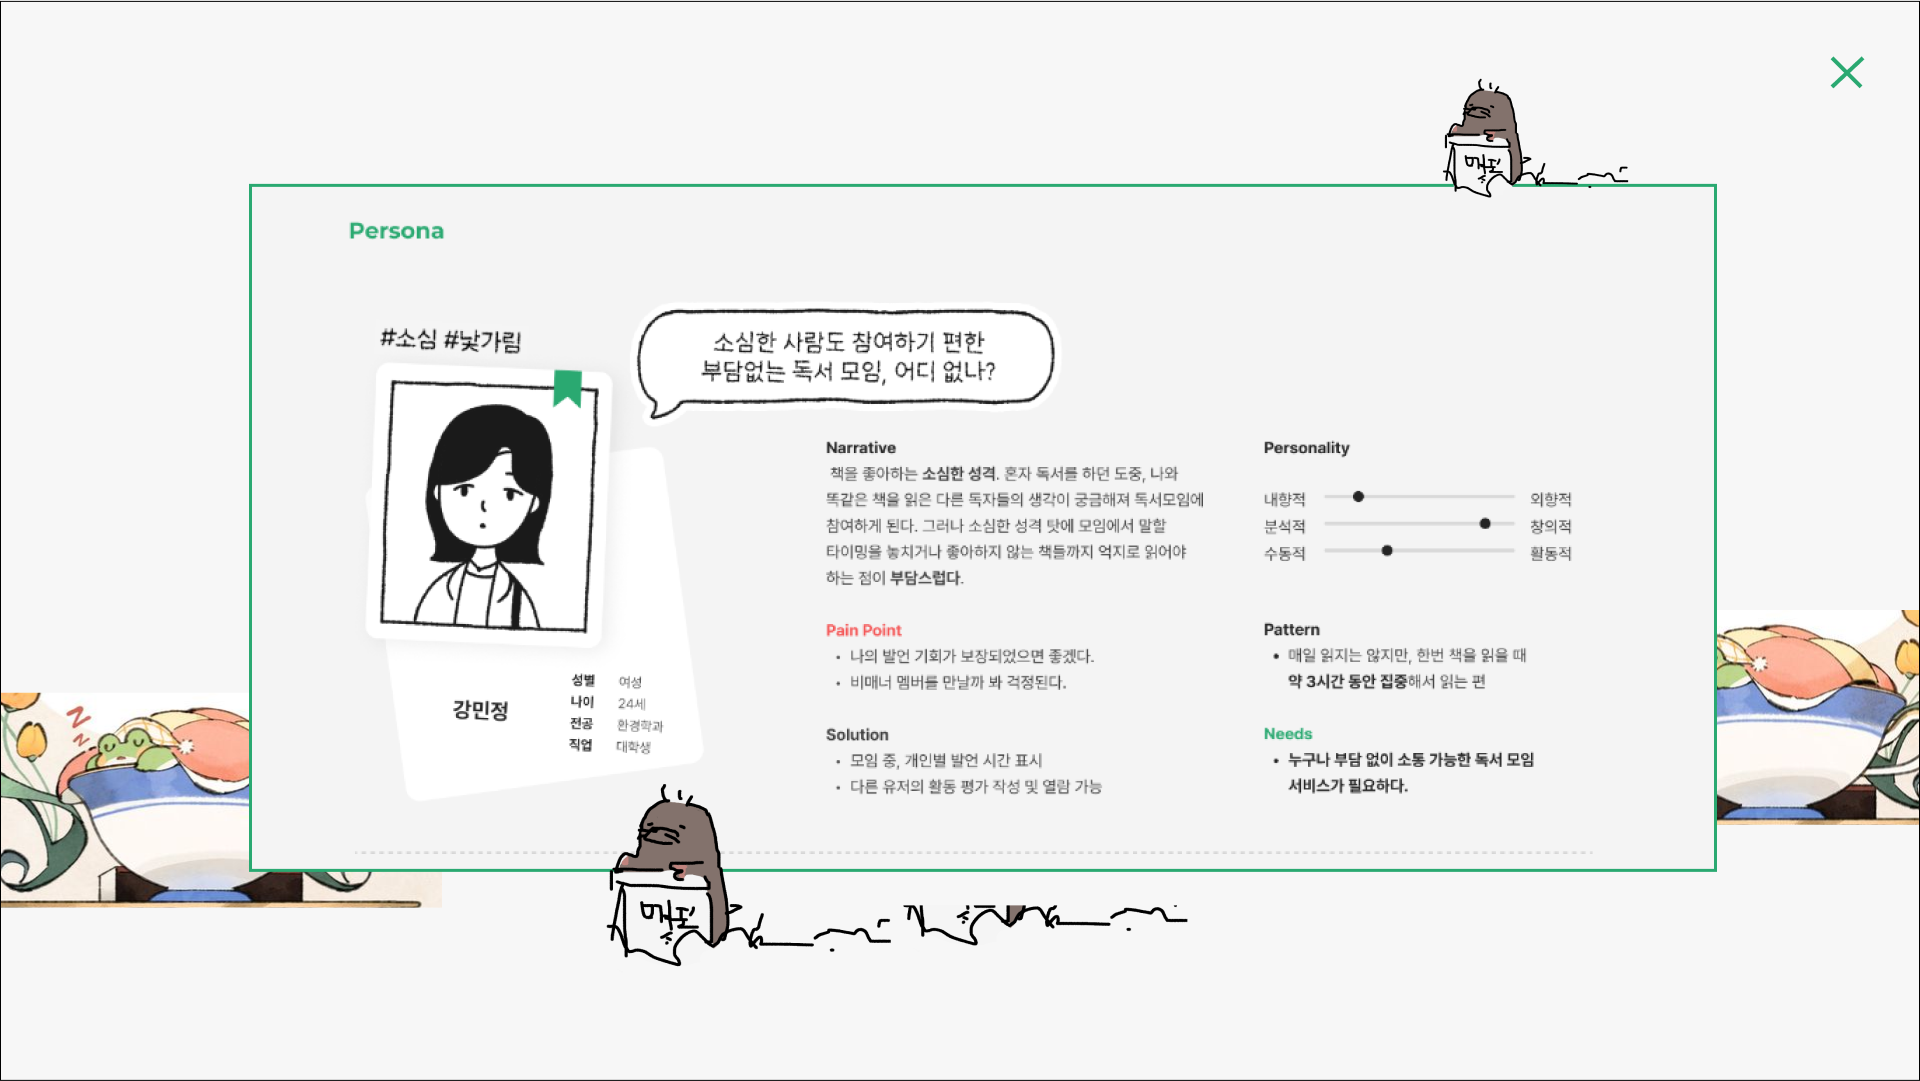 매도
Persona
#소심 #낯가림
소심한 사람도 참여하기 편한
부담없는 독서 모임, 어디 없나?
강민정
성별 여성
나이 24세
전공 환경학과
직업 대학생
Narrative
책을 좋아하는 소심한 성격. 혼자 독서를 하던 도중, 나와
똑같은 책을 읽은 다른 독자들의 생각이 궁금해져 독서모임에
참여하게 된다. 그러나 소심한 성격 탓에 모임에서 말할
타이밍을 놓치거나 좋아하지 않는 책들까지 억지로 읽어야
하는 점이 부담스럽다.
Pain Point
• 나의 발언 기회가 보장되었으면 좋겠다.
• 비매너 멤버를 만날까 봐 걱정된다.
Solution
• 모임 중, 개인별 발언 시간 표시
• 다른 유저의 활동 평가 작성 및 열람 가능
Personality
내향적 외향적
분석적 창의적
수동적 활동적
Pattern
• 매일 읽지는 않지만, 한번 책을 읽을 때
약 3시간 동안 집중해서 읽는 편
Needs
• 누구나 부담 없이 소통 가능한 독서 모임
서비스가 필요하다.
z
z
매도